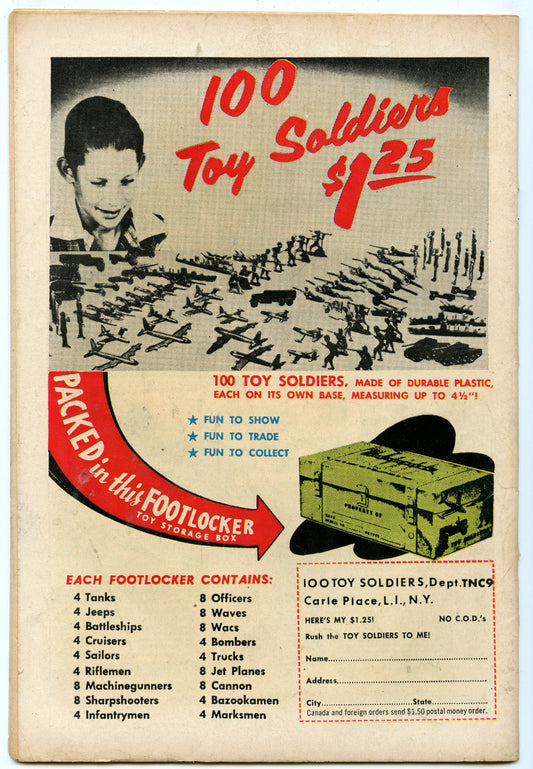 100
Toy Soldiers
$1.25
100 TOY SOLDIERS, MADE OF DURABLE PLASTIC,
EACH ON ITS OWN BASE, MEASURING UP TO 4½"!
★ FUN TO SHOW
★ FUN TO TRADE
★ FUN TO COLLECT
PACKED in this FOOTLOCKER
TOY STORAGE BOX
PROPERTY OF
EACH FOOTLOCKER CONTAINS:
4 Tanks
4 Jeeps
4 Battleships
4 Cruisers
4 Sailors
4 Riflemen
8 Machinegunners
8 Sharpshooters
4 Infantrymen
8 Officers
8 Waves
8 Wacs
4 Bombers
4 Trucks
8 Jet Planes
8 Cannon
4 Bazookamen
4 Marksmen
100 TOY SOLDIERS, Dept. TNC9
Carle Place, L.I., N.Y.
HERE'S MY $1.25! NO C.O.D.'s
Rush the TOY SOLDIERS TO ME!
Name
Address
City State
Canada and foreign orders send $1.50 postal money order.